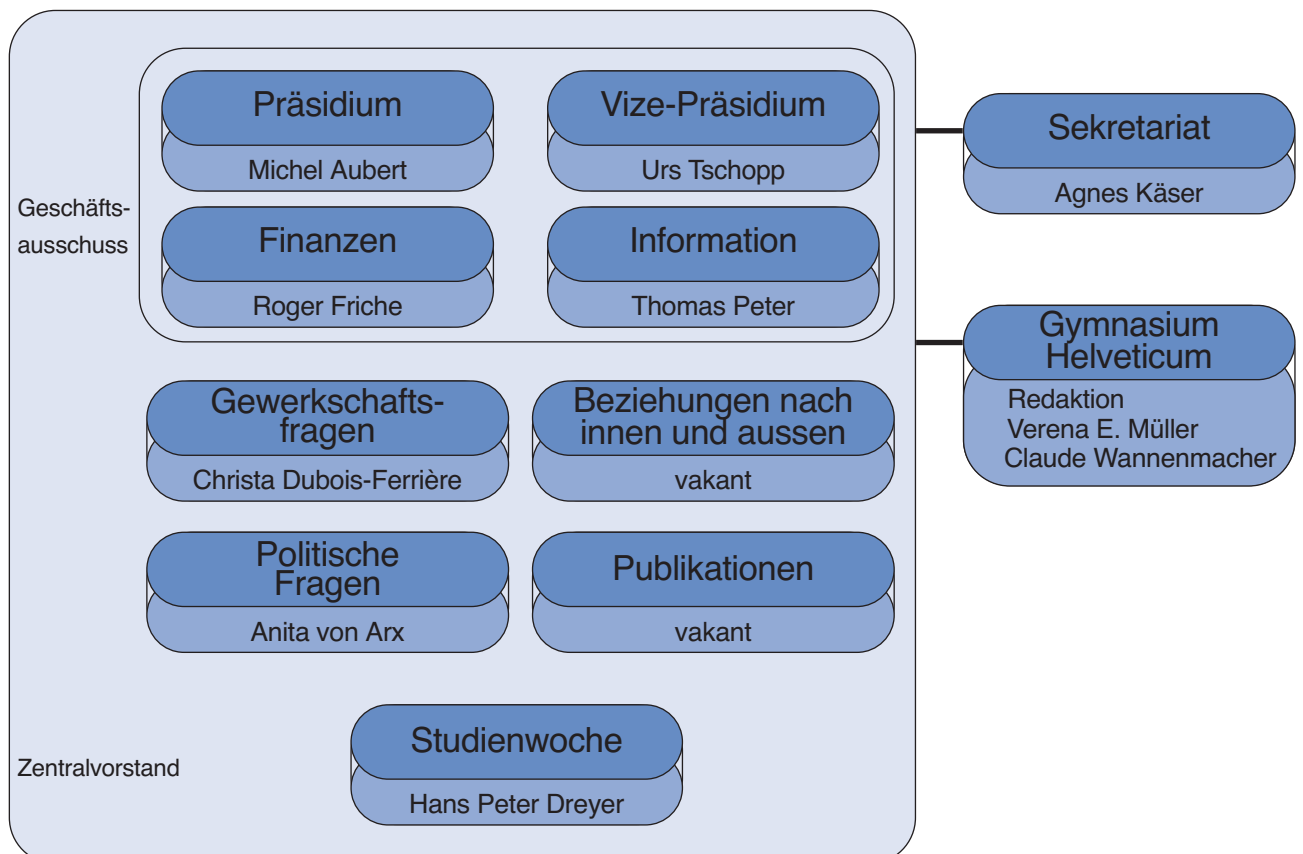 Präsidium
Michel Aubert
Vize-Präsidium
Urs Tschopp
Geschäfts-
ausschuss
Finanzen
Roger Friche
Information
Thomas Peter
Gewerkschafts-
fragen
Christa Dubois-Ferrière
Beziehungen nach
innen und aussen
vakant
Politische
Fragen
Anita von Arx
Publikationen
vakant
Zentralvorstand
Studienwoche
Hans Peter Dreyer
Sekretariat
Agnes Käser
Gymnasium
Helveticum
Redaktion
Verena E. Müller
Claude Wannenmacher